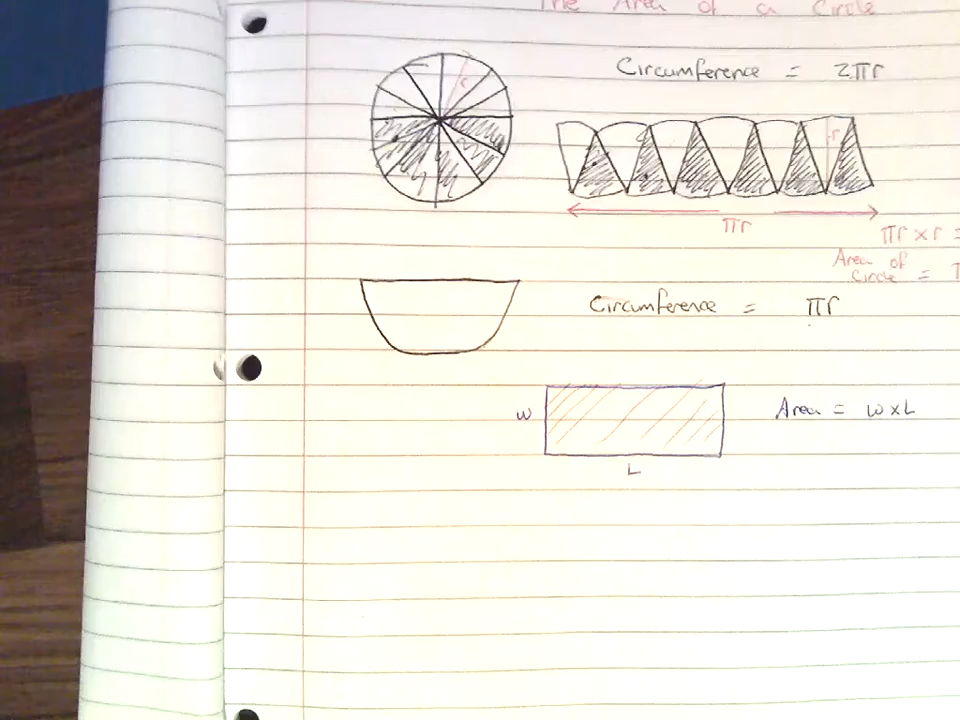 The Area of a Circle
Circumference = 2πr
r
r
πr
πr × r =
Area of
Circle =
Circumference = πr
w
Area = w x L
L